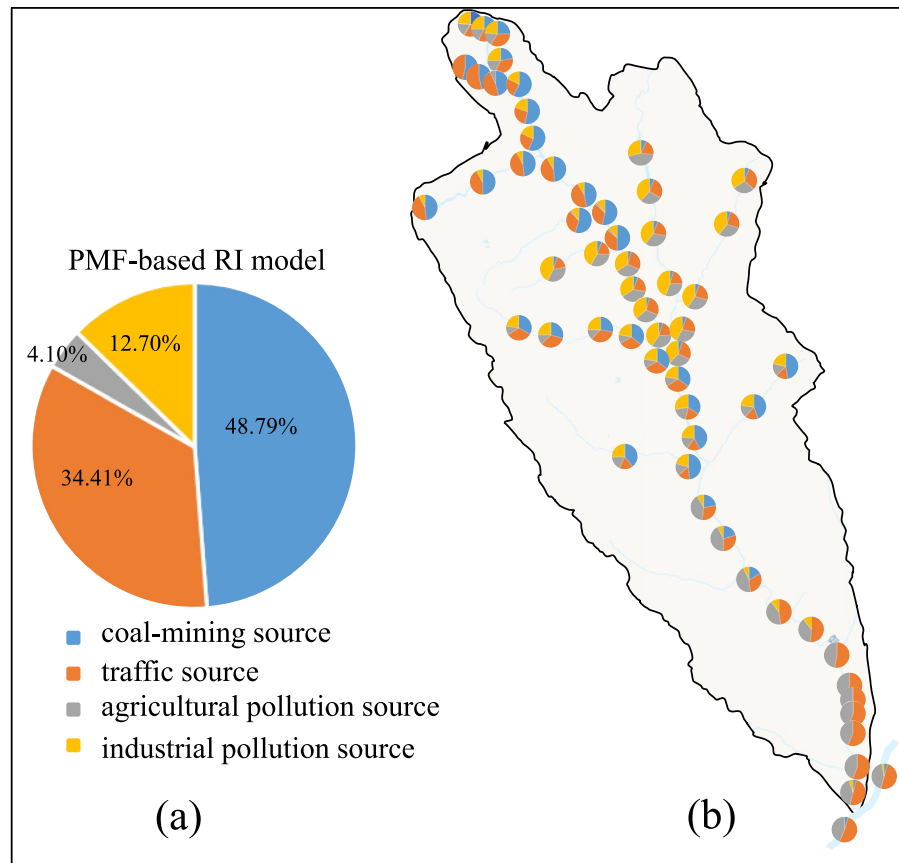 PMF-based RI model
12.70%
4.10%
48.79%
34.41%
coal-mining source
traffic source
agricultural pollution source
industrial pollution source
(a)
(b)